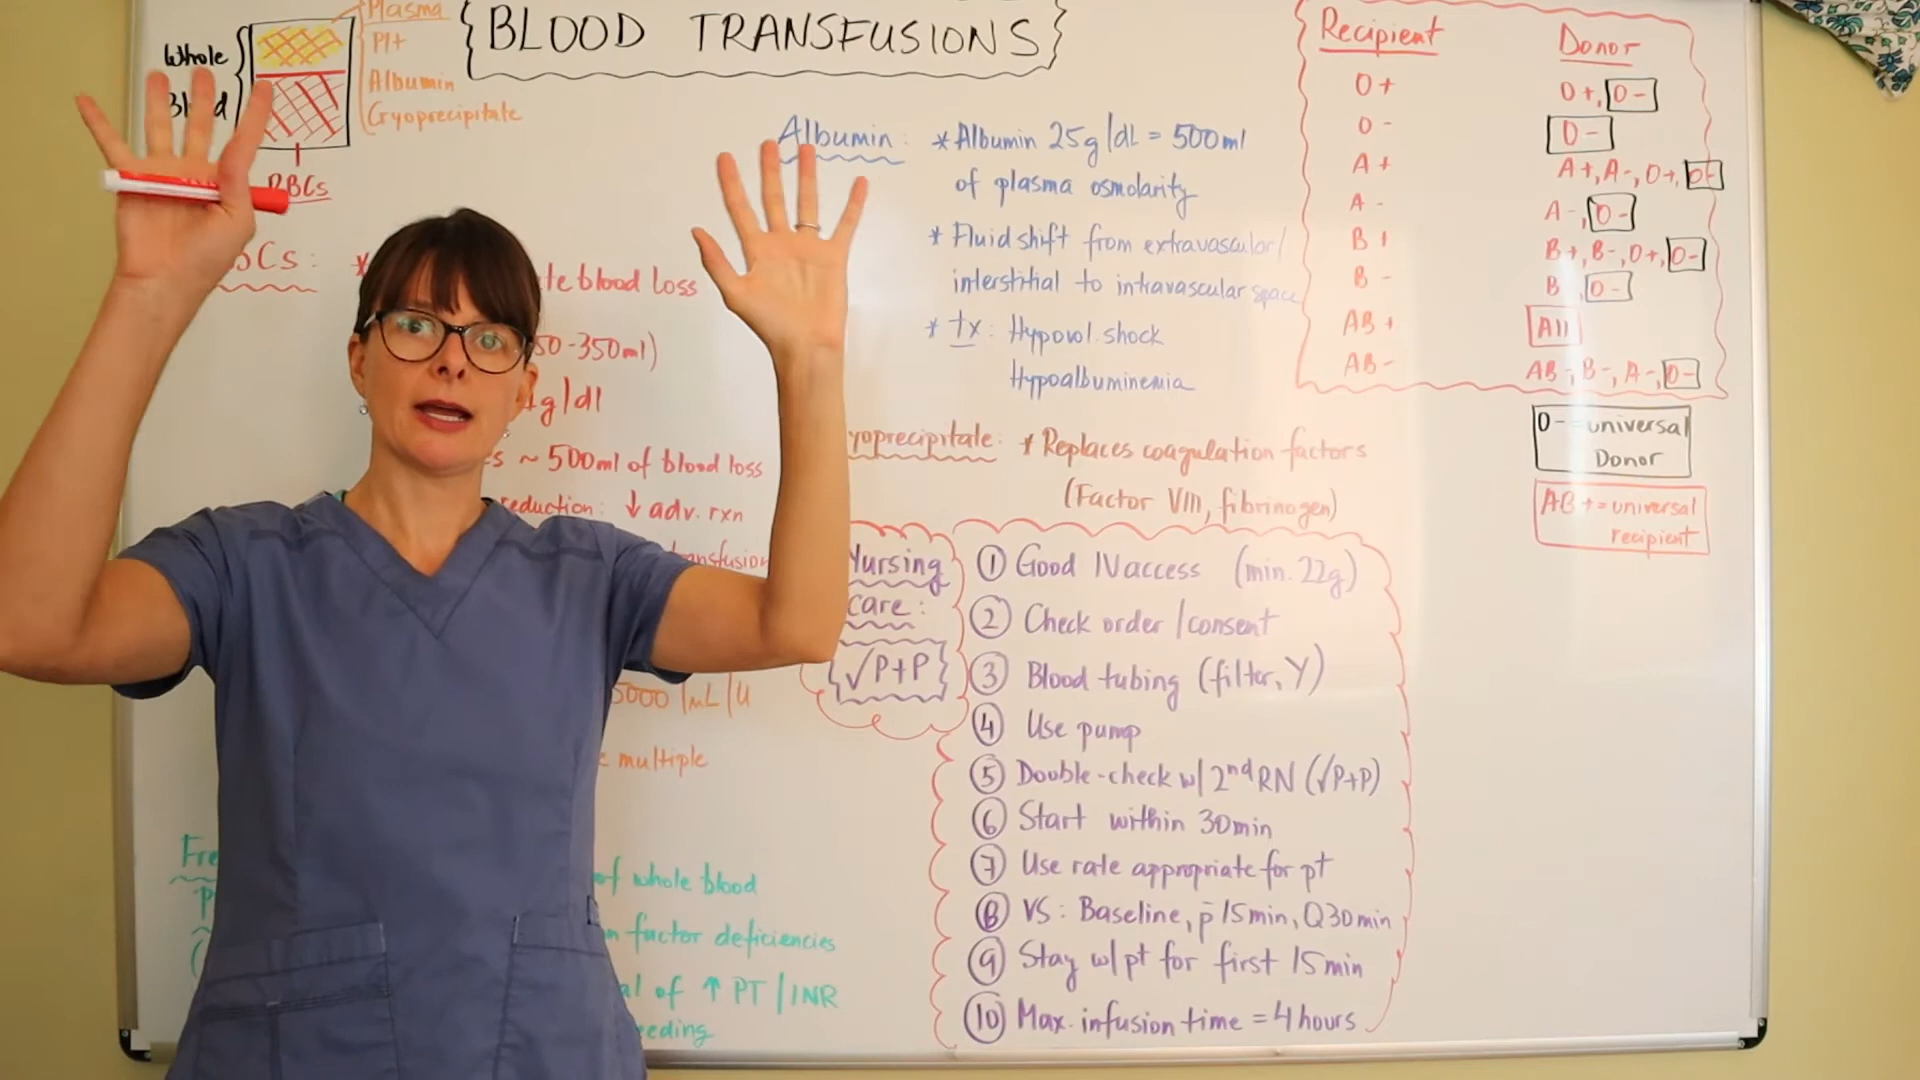 BLOOD TRANSFUSIONS
Whole
Plasma
Plt
Albumin
Cryoprecipitate
RBCs
te blood loss
50-350ml)
g/dl
~ 500ml of blood loss
eduction: ↓ adv. rxn
5000/mL/U
multiple
of whole blood
n factor deficiencies
al of ↑ PT/INR
eeding
Albumin: * Albumin 25g/dL = 500ml
of plasma osmolarity
* Fluid shift from extravascular/
interstitial to intravascular space
* tx: Hypovol. shock
Hypoalbuminemia
yoprecipitate: * Replaces coagulation factors
(Factor VIII, fibrinogen)
Nursing
care:
√P+P
① Good IV access (min. 22g)
② Check order/consent
③ Blood tubing (filter, Y)
④ Use pump
⑤ Double-check w/ 2nd RN (√P+P)
⑥ Start within 30min
⑦ Use rate appropriate for pt
⑧ VS: Baseline, p̄ 15min, Q30min
⑨ Stay w/pt for first 15min
⑩ Max. infusion time = 4 hours
Recipient Donor
O+ O+, O-
O- O-
A+ A+, A-, O+, O-
A- A-, O-
B+ B+, B-, O+, O-
B- B O-
AB+ All
AB- AB-, B-, A-, O-
O- = universal
Donor
AB+ = universal
recipient